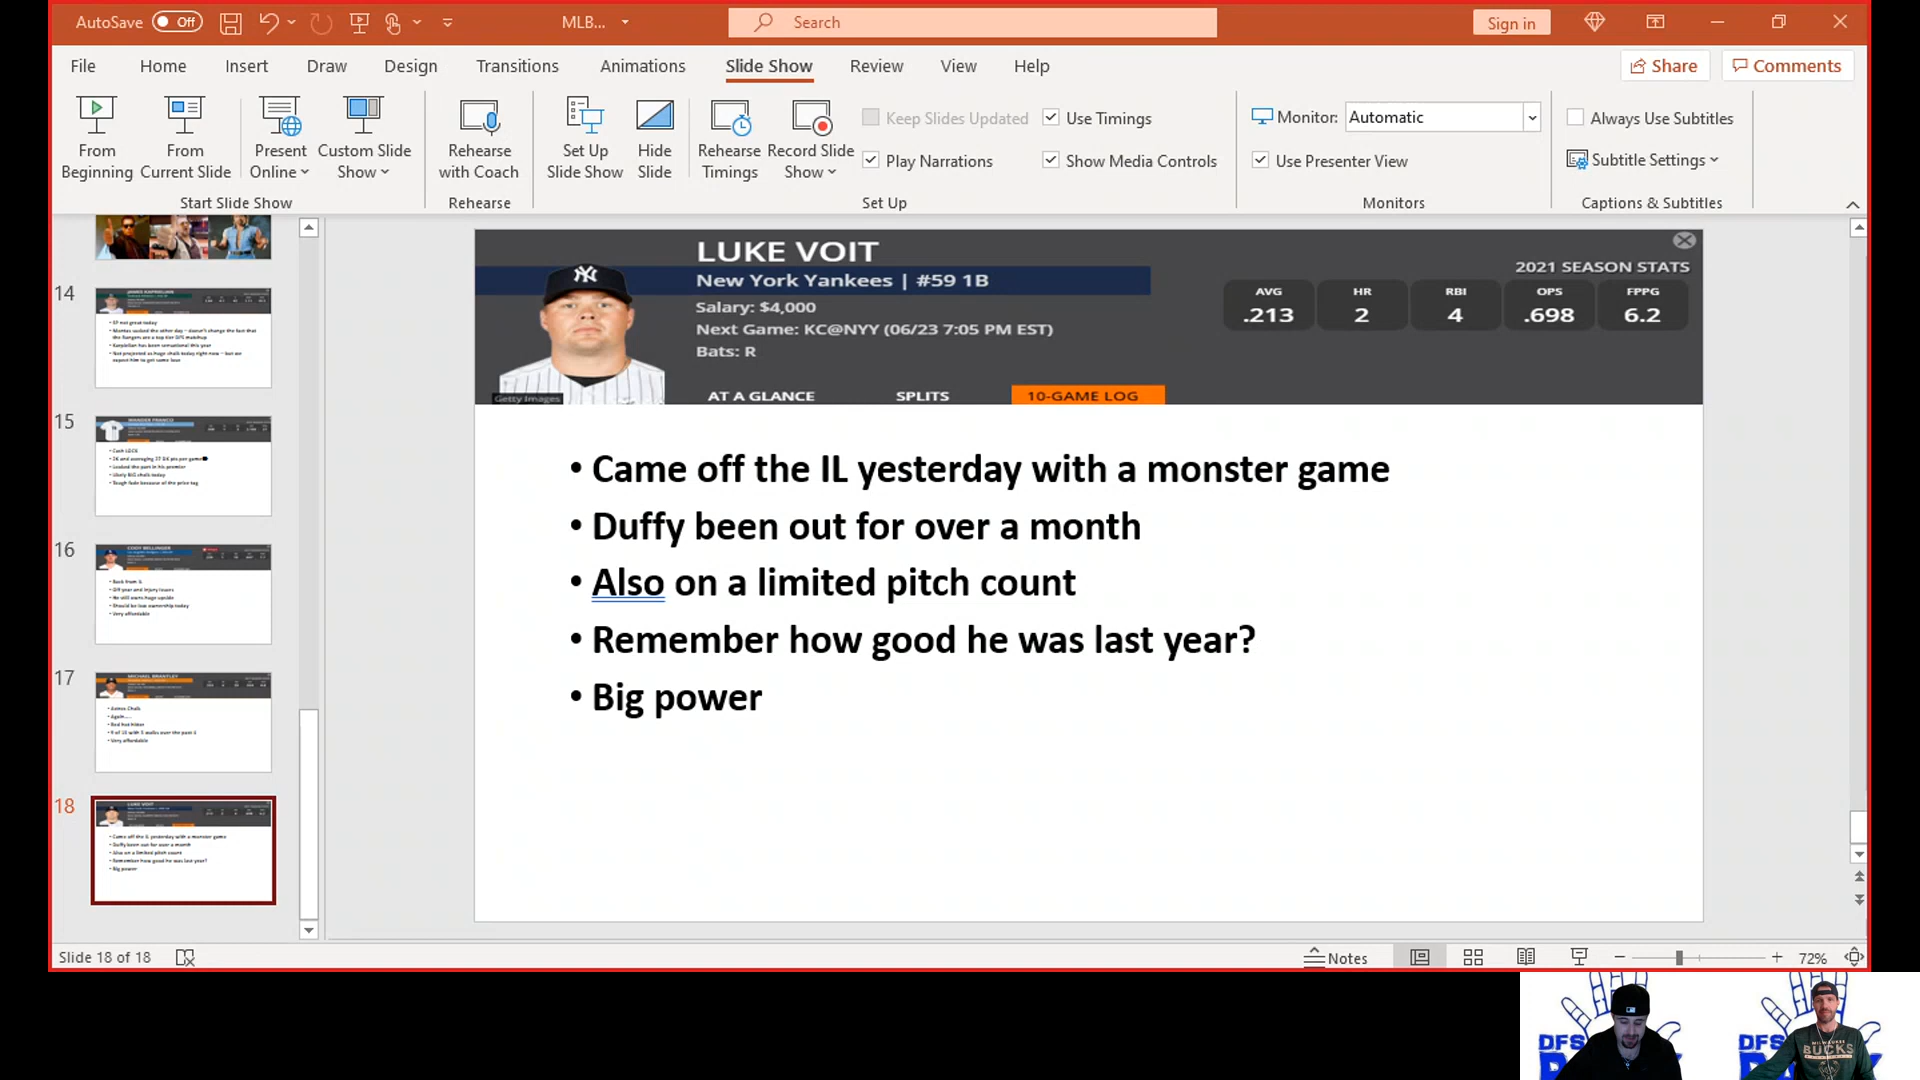 AutoSave Off MLB... Search Sign in
File Home Insert Draw Design Transitions Animations Slide Show Review View Help Share Comments
From Beginning
From Current Slide
Present Online
Custom Slide Show
Start Slide Show
Rehearse with Coach
Rehearse
Set Up Slide Show
Hide Slide
Rehearse Timings
Record Slide Show
Keep Slides Updated
Play Narrations
Use Timings
Show Media Controls
Set Up
Monitor: Automatic
Use Presenter View
Monitors
Always Use Subtitles
Subtitle Settings
Captions & Subtitles
14
15
16
17
18
LUKE VOIT
New York Yankees | #59 1B
Salary: $4,000
Next Game: KC@NYY (06/23 7:05 PM EST)
Bats: R
AT A GLANCE SPLITS 10-GAME LOG
Getty Images
2021 SEASON STATS
AVG HR RBI OPS FPPG
.213 2 4 .698 6.2
• Came off the IL yesterday with a monster game
• Duffy been out for over a month
• Also on a limited pitch count
• Remember how good he was last year?
• Big power
Slide 18 of 18 Notes 72%
DFS
DFS
MILWAUKEE
BUCKS